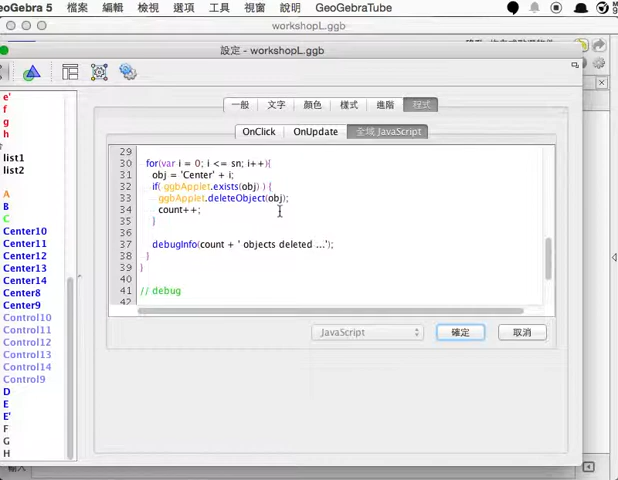 eoGebra 5 檔案 編輯 檢視 選項 工具 視窗 說明 GeoGebraTube
workshopL.ggb
設定 - workshopL.ggb
一般 文字 顏色 樣式 進階 程式
OnClick OnUpdate 全域 JavaScript
e'
f
g
h
list1
list2
A
B
C
Center10
Center11
Center12
Center13
Center14
Center8
Center9
Control10
Control11
Control12
Control13
Control14
Control9
D
E
E'
F
G
H
29
30 for(var i = 0; i <= sn; i++){
31 obj = 'Center' + i;
32 if( ggbApplet.exists(obj) ) {
33 ggbApplet.deleteObject(obj);
34 count++;
35 }
36
37 debugInfo(count + ' objects deleted ...');
38 }
39 }
40
41 // debug
42
JavaScript 確定 取消
輸入